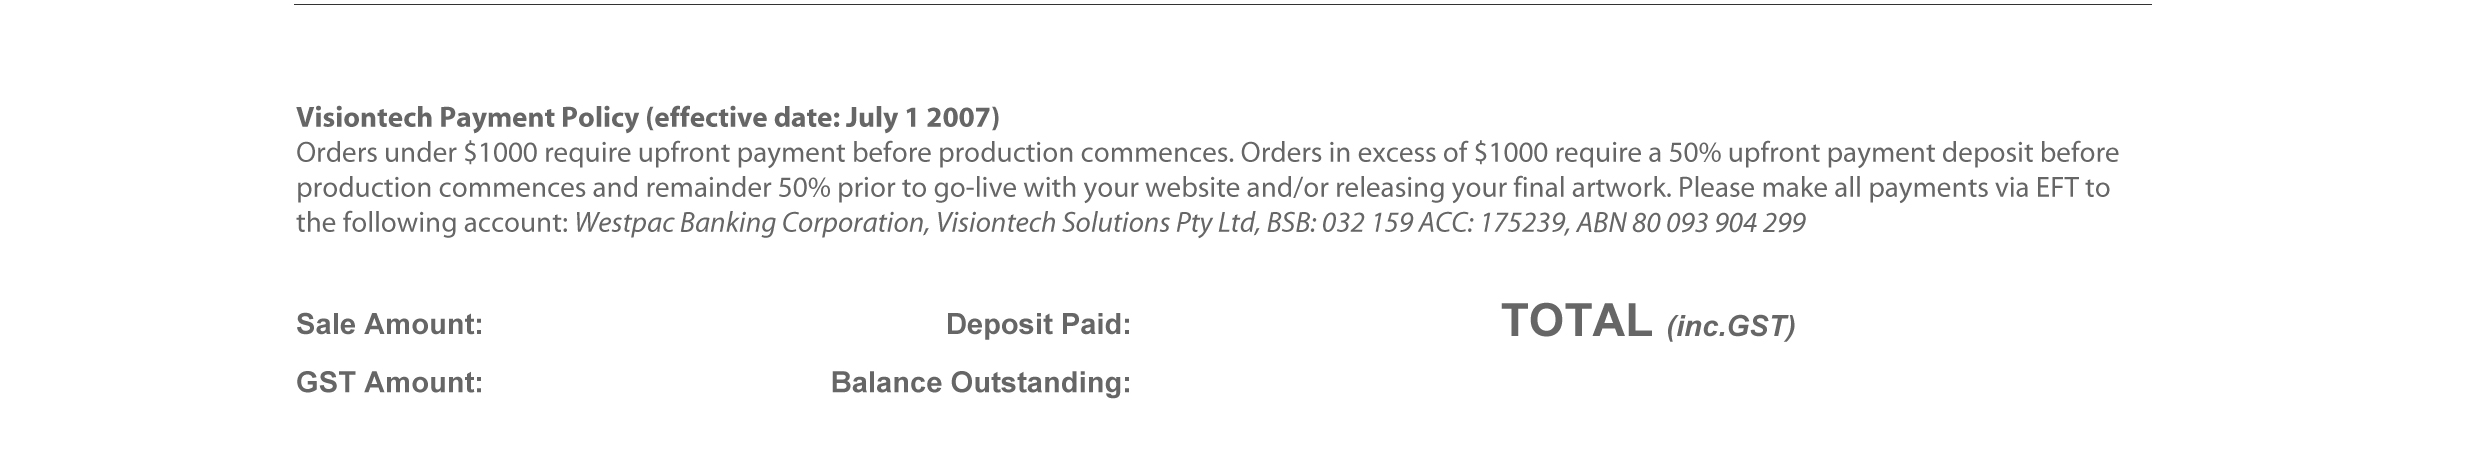 Visiontech Payment Policy (effective date: July 1 2007)
Orders under $1000 require upfront payment before production commences. Orders in excess of $1000 require a 50% upfront payment deposit before
production commences and remainder 50% prior to go-live with your website and/or releasing your final artwork. Please make all payments via EFT to
the following account: Westpac Banking Corporation, Visiontech Solutions Pty Ltd, BSB: 032 159 ACC: 175239, ABN 80 093 904 299
Sale Amount: Deposit Paid: TOTAL (inc.GST)
GST Amount: Balance Outstanding: